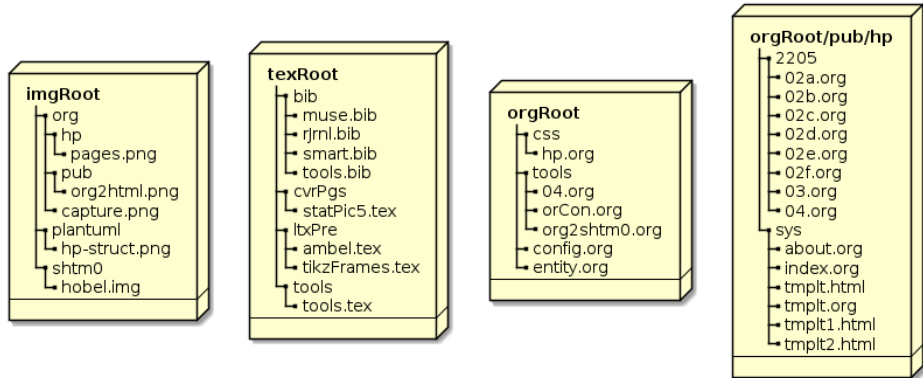 imgRoot
org
hp
pages.png
pub
org2html.png
capture.png
plantuml
hp-struct.png
shtm0
hobel.img
texRoot
bib
muse.bib
rJrnl.bib
smart.bib
tools.bib
cvrPgs
statPic5.tex
ltxPre
ambel.tex
tikzFrames.tex
tools
tools.tex
orgRoot
css
hp.org
tools
04.org
orCon.org
org2shtm0.org
config.org
entity.org
orgRoot/pub/hp
2205
02a.org
02b.org
02c.org
02d.org
02e.org
02f.org
03.org
04.org
sys
about.org
index.org
tmplt.html
tmplt.org
tmplt1.html
tmplt2.html